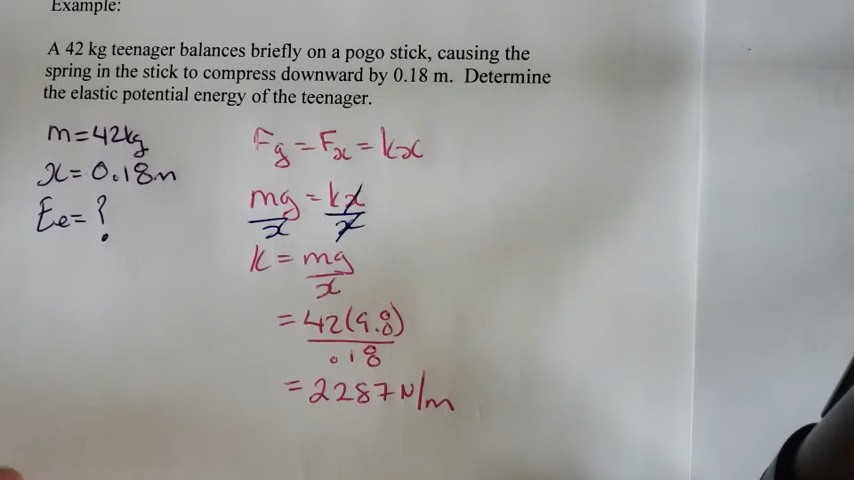 Example:
A 42 kg teenager balances briefly on a pogo stick, causing the
spring in the stick to compress downward by 0.18 m. Determine
the elastic potential energy of the teenager.
m=42kg
x=0.18m
Ee=?
Fg=Fx=kx
mg=kx
x x
K=mg
x
=42(9.8)
.18
=2287N/m